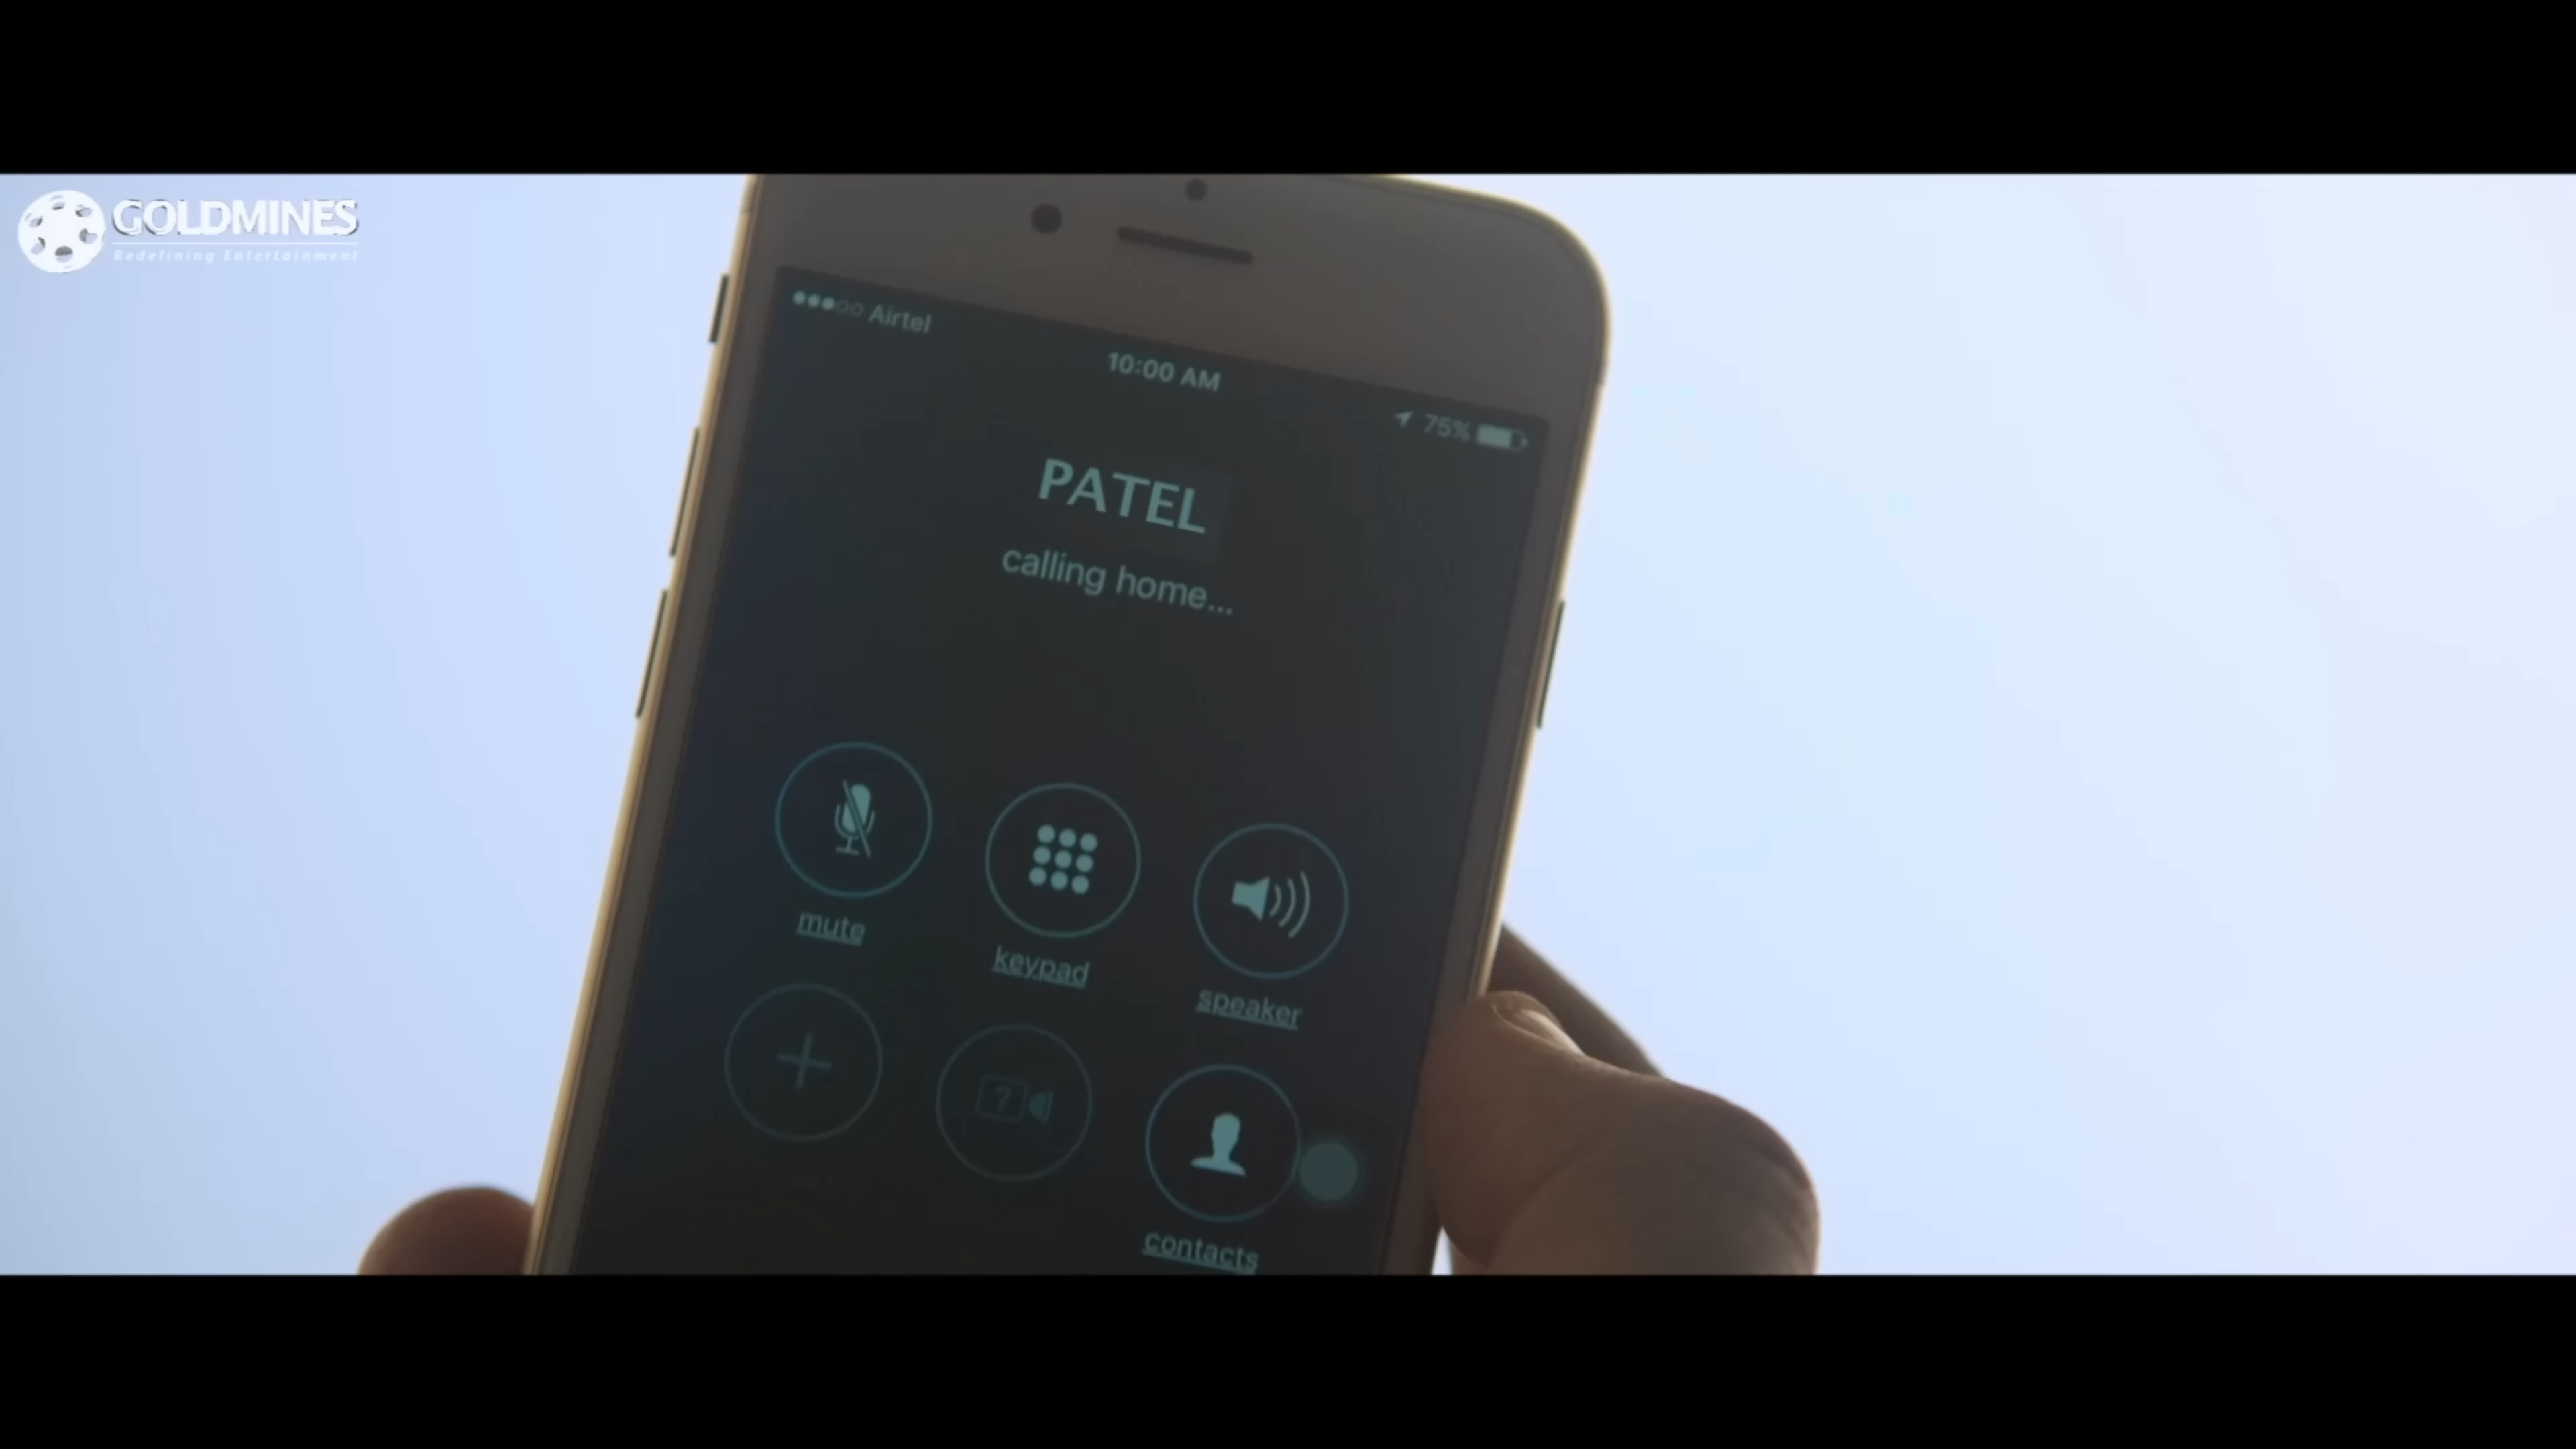 GOLDMINES
Redefining Entertainment
Airtel
10:00 AM
75%
PATEL
calling home...
mute
keypad
speaker
?
contacts